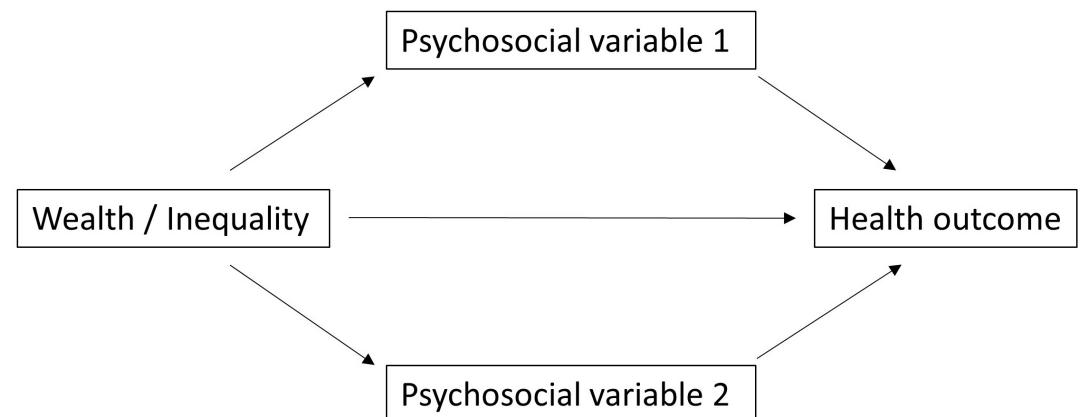 Psychosocial variable 1
Wealth / Inequality
Health outcome
Psychosocial variable 2